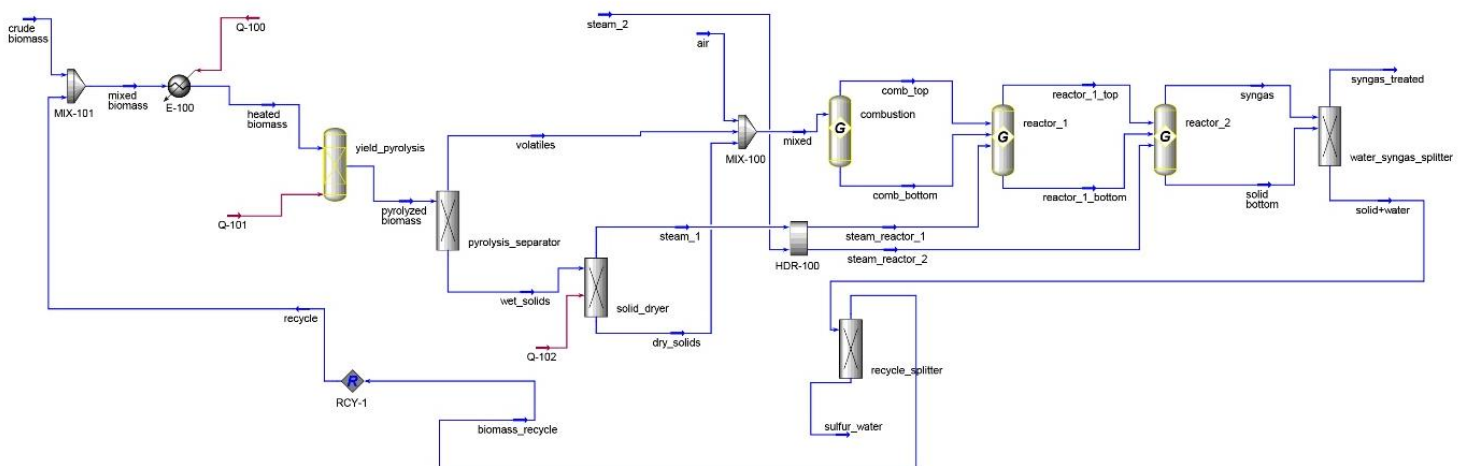 crude
biomass
Q-100
steam_2
air
MIX-101
mixed
biomass
E-100
heated
biomass
yield_pyrolysis
Q-101
pyrolyzed
biomass
volatiles
pyrolysis_separator
wet_solids
steam_1
solid_dryer
Q-102
dry_solids
MIX-100
mixed
G
combustion
comb_top
comb_bottom
HDR-100
steam_reactor_1
steam_reactor_2
G
reactor_1
reactor_1_top
reactor_1_bottom
G
reactor_2
syngas
solid
bottom
syngas_treated
water_syngas_splitter
solid+water
recycle
R
RCY-1
biomass_recycle
recycle_splitter
sulfur_water